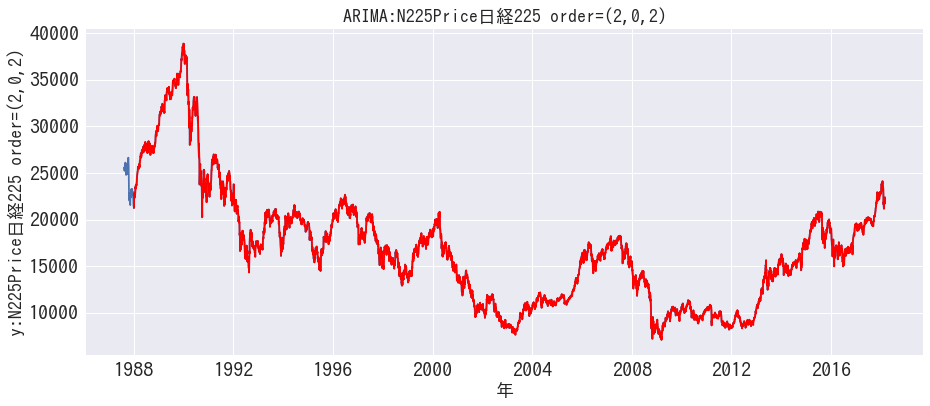 ARIMA:N225Price日経225 order=(2,0,2)
y:N225Price日経225 order=(2,0,2)
40000
35000
30000
25000
20000
15000
10000
1988 1992 1996 2000 2004 2008 2012 2016
年